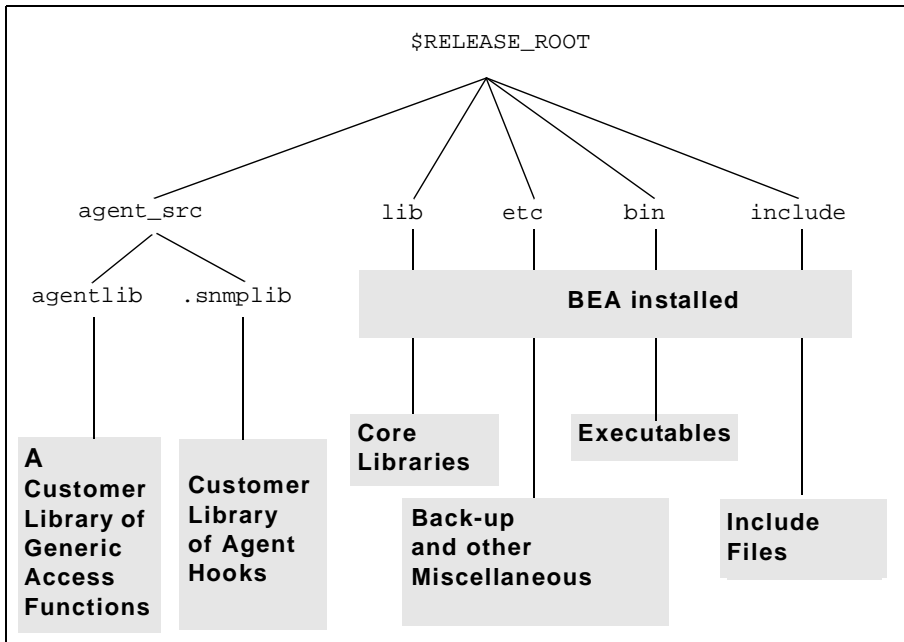 $RELEASE_ROOT
agent_src
lib
etc
bin
include
agentlib
.snmplib
BEA installed
A
Customer
Library of
Generic
Access
Functions
Customer
Library
of Agent
Hooks
Core
Libraries
Back-up
and other
Miscellaneous
Executables
Include
Files